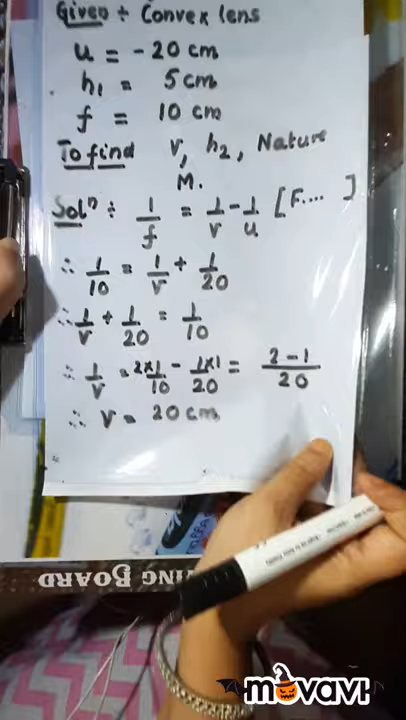 Given ÷ Convex lens
u = -20 cm
h₁ = 5 cm
f = 10 cm
To find v, h₂, Nature
M.
Solⁿ ÷ 1/f = 1/v - 1/u [F.... ]
∴ 1/10 = 1/v + 1/20
∴ 1/v + 1/20 = 1/10
∴ 1/v = 2×1/10 - 1×1/20 = 2-1/20
∴ v = 20 cm
ING BOARD
movavi